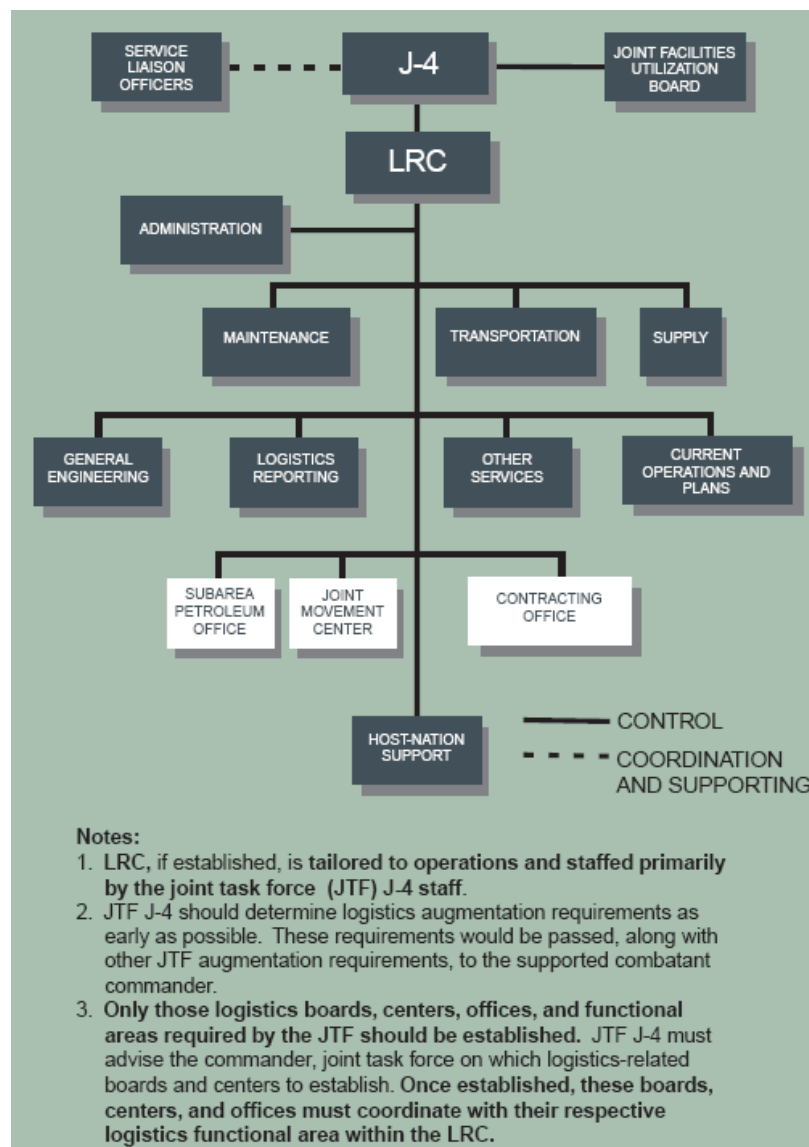 SERVICE
LIAISON
OFFICERS
J-4
JOINT FACILITIES
UTILIZATION
BOARD
LRC
ADMINISTRATION
MAINTENANCE
TRANSPORTATION
SUPPLY
GENERAL
ENGINEERING
LOGISTICS
REPORTING
OTHER
SERVICES
CURRENT
OPERATIONS AND
PLANS
SUBAREA
PETROLEUM
OFFICE
JOINT
MOVEMENT
CENTER
CONTRACTING
OFFICE
HOST-NATION
SUPPORT
CONTROL
COORDINATION
AND SUPPORTING
Notes:
1. LRC, if established, is tailored to operations and staffed primarily
by the joint task force (JTF) J-4 staff.
2. JTF J-4 should determine logistics augmentation requirements as
early as possible. These requirements would be passed, along with
other JTF augmentation requirements, to the supported combatant
commander.
3. Only those logistics boards, centers, offices, and functional
areas required by the JTF should be established. JTF J-4 must
advise the commander, joint task force on which logistics-related
boards and centers to establish. Once established, these boards,
centers, and offices must coordinate with their respective
logistics functional area within the LRC.